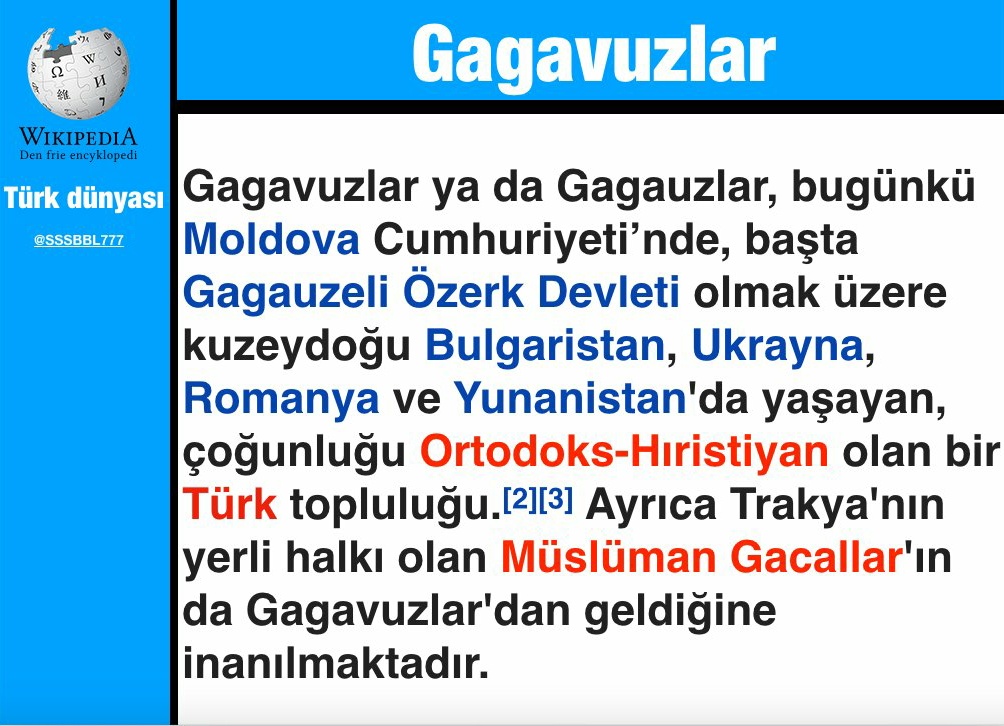 Gagavuzlar
WIKIPEDIA
Den frie encyklopedi
Türk dünyası
@SSSBBL777
Gagavuzlar ya da Gagauzlar, bugünkü
Moldova Cumhuriyeti’nde, başta
Gagauzeli Özerk Devleti olmak üzere
kuzeydoğu Bulgaristan, Ukrayna,
Romanya ve Yunanistan'da yaşayan,
çoğunluğu Ortodoks-Hıristiyan olan bir
Türk topluluğu.[2][3] Ayrıca Trakya'nın
yerli halkı olan Müslüman Gacallar'ın
da Gagavuzlar'dan geldiğine
inanılmaktadır.